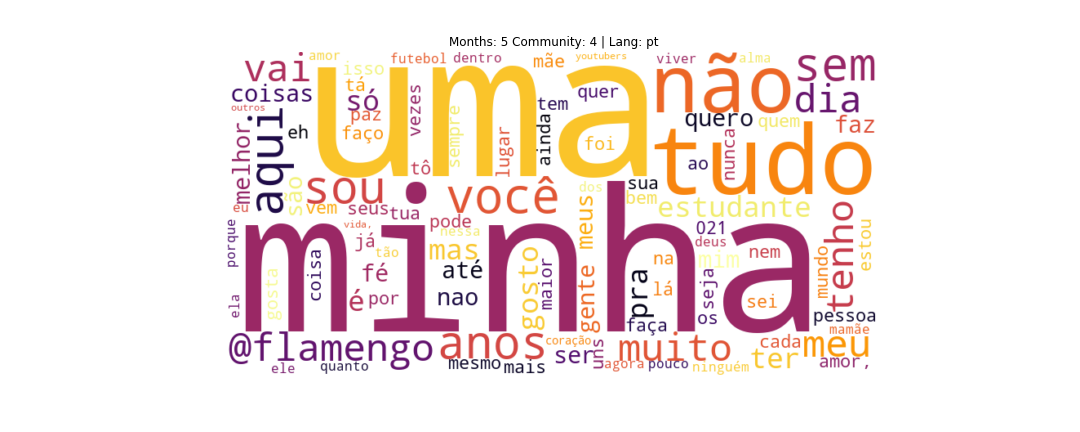 Months: 5 Community: 4 | Lang: pt
amor futebol dentro mãe youtubers viver alma
vai isso uma não sem
coisas tá só vezes tem quer quero dia
outros paz quem faz
aqui eh faço sempre lugar ainda foi tudo
melhor tô ao nunca
são sou você dos sua bem estudante
eu vem seus tua pode meus 021
porque vida, já nessa deus tenho estou
minha
tão mas até na mim nem mundo
ela gosta coisa fé gosto maior gente pra lá seja sei
é por nao os pessoa
@flamengo anos faça mamãe
coração ser uns muito cada ter meu
ele quanto mesmo mais agora pouco ninguém amor,